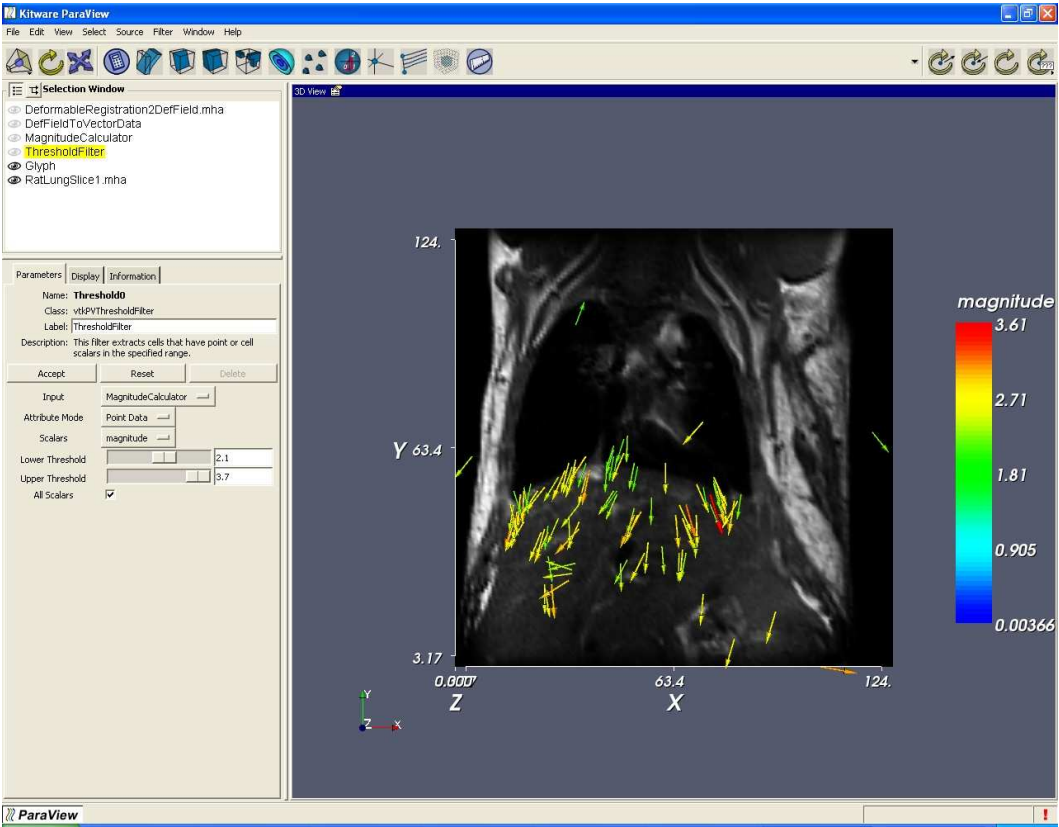 Kitware ParaView
File Edit View Select Source Filter Window Help
???
Selection Window
DeformableRegistration2DefField.mha
DefFieldToVectorData
MagnitudeCalculator
ThresholdFilter
Glyph
RatLungSlice1.mha
Parameters Display Information
Name: Threshold0
Class: vtkPVThresholdFilter
Label: ThresholdFilter
Description: This filter extracts cells that have point or cell
scalars in the specified range.
Accept Reset Delete
Input MagnitudeCalculator
Attribute Mode Point Data
Scalars magnitude
Lower Threshold 2.1
Upper Threshold 3.7
All Scalars
3D View
124.
Y 63.4
3.17
63.4 124.
Z X
Y
Z X
magnitude
3.61
2.71
1.81
0.905
0.00366
ParaView
!